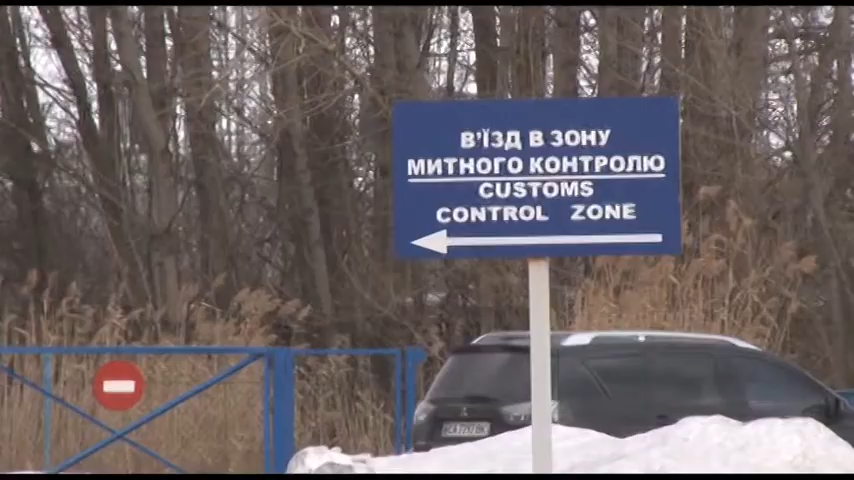 В'ЇЗД В ЗОНУ
МИТНОГО КОНТРОЛЮ
CUSTOMS
CONTROL ZONE